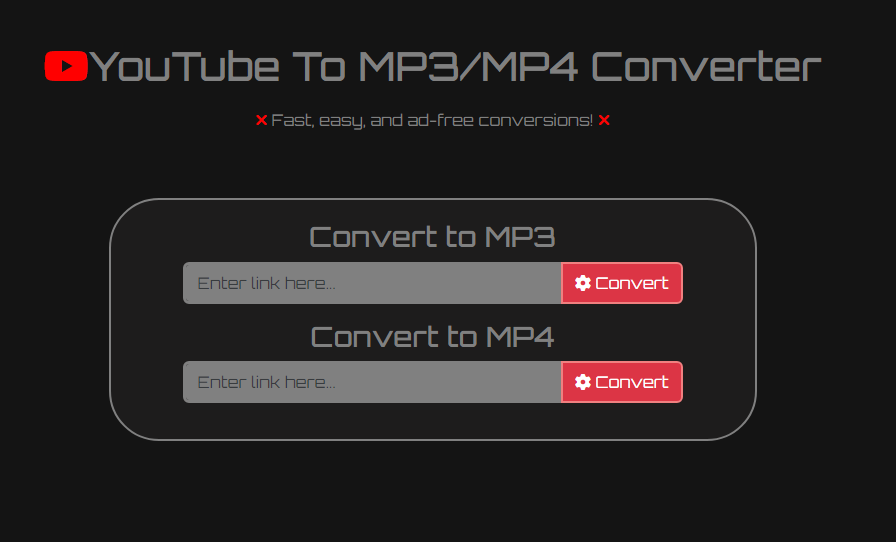 YouTube To MP3/MP4 Converter
❌ Fast, easy, and ad-free conversions! ❌
Convert to MP3
Enter link here... Convert
Convert to MP4
Enter link here... Convert